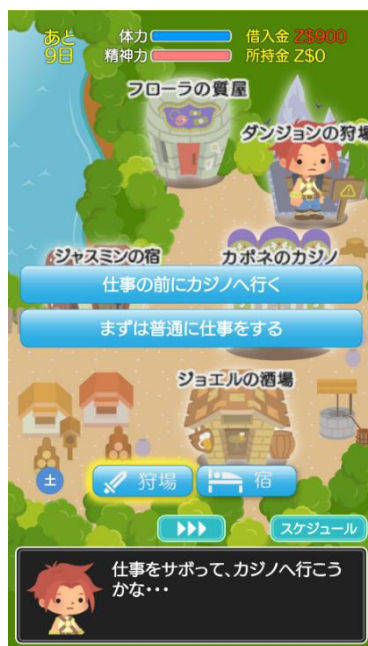 あと 体力 借入金 Z$900
9日 精神力 所持金 Z$0
フローラの質屋
ダンジョンの狩場
ジャスミンの宿 カポネのカジノ
仕事の前にカジノへ行く
まずは普通に仕事をする
ジョエルの酒場
土 狩場 宿
スケジュール
仕事をサボって、カジノへ行こう
かな・・・